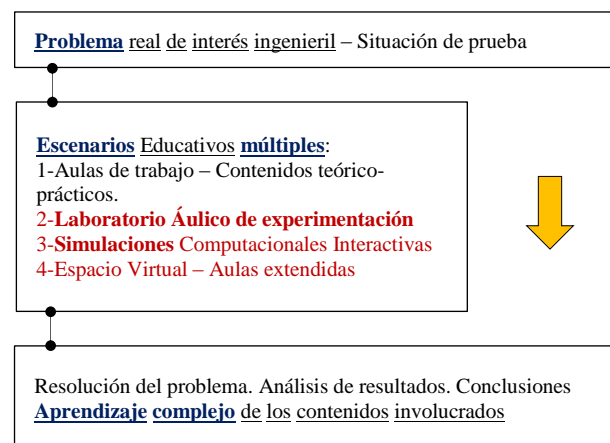 Problema real de interés ingenieril – Situación de prueba
Escenarios Educativos múltiples:
1-Aulas de trabajo – Contenidos teórico-
prácticos.
2-Laboratorio Áulico de experimentación
3-Simulaciones Computacionales Interactivas
4-Espacio Virtual – Aulas extendidas
Resolución del problema. Análisis de resultados. Conclusiones
Aprendizaje complejo de los contenidos involucrados